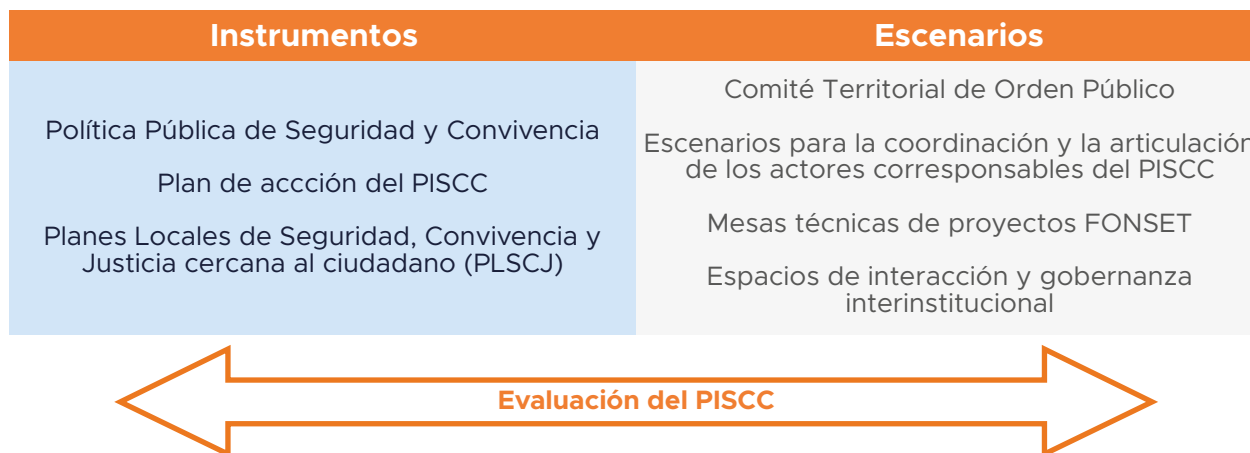 Instrumentos
Política Pública de Seguridad y Convivencia
Plan de accción del PISCC
Planes Locales de Seguridad, Convivencia y
Justicia cercana al ciudadano (PLSCJ)
Escenarios
Comité Territorial de Orden Público
Escenarios para la coordinación y la articulación
de los actores corresponsables del PISCC
Mesas técnicas de proyectos FONSET
Espacios de interacción y gobernanza
interinstitucional
Evaluación del PISCC